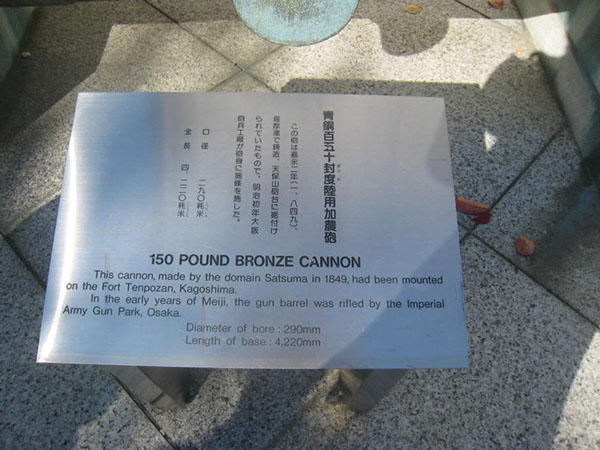 青銅百五十封度陸用加農砲
この砲は嘉永二年(一、八四九)、
薩摩藩で鋳造、天保山砲台に据付け
られていたもので、明治初年大阪
砲兵工廠が砲身に施條を施した。
口径 二九〇粍米
全長 四、二二〇粍米
150 POUND BRONZE CANNON
This cannon, made by the domain Satsuma in 1849, had been mounted
on the Fort Tenpozan, Kagoshima.
In the early years of Meiji, the gun barrel was rifled by the Imperial
Army Gun Park, Osaka.
Diameter of bore : 290mm
Length of base : 4,220mm